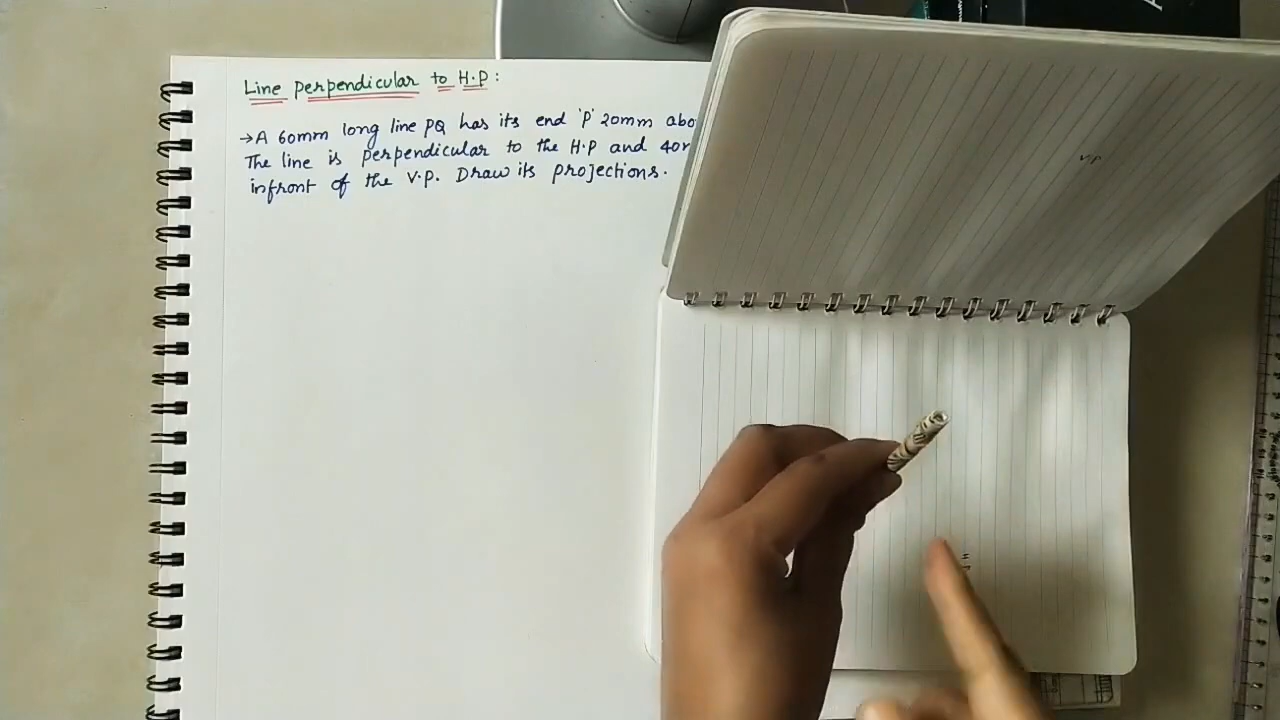 Line perpendicular to H.P :
→A 60mm long line PQ has its end 'P' 20mm abo
The line is perpendicular to the H.P and 40m
infront of the V.P. Draw its projections.
V.P